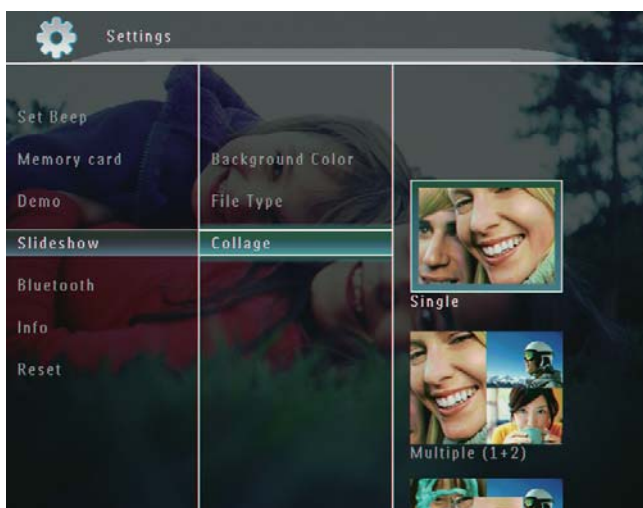 Settings
Set Beep
Memory card
Demo
Slideshow
Bluetooth
Info
Reset
Background Color
File Type
Collage
Single
Multiple (1+2)